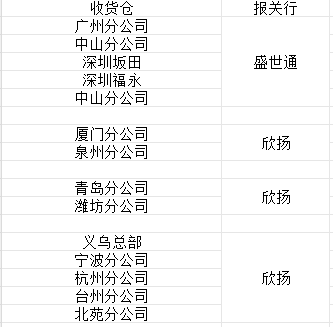 收货仓 报关行
广州分公司
中山分公司
深圳坂田 盛世通
深圳福永
中山分公司
厦门分公司
欣扬
泉州分公司
青岛分公司
欣扬
潍坊分公司
义乌总部
宁波分公司
杭州分公司 欣扬
台州分公司
北苑分公司